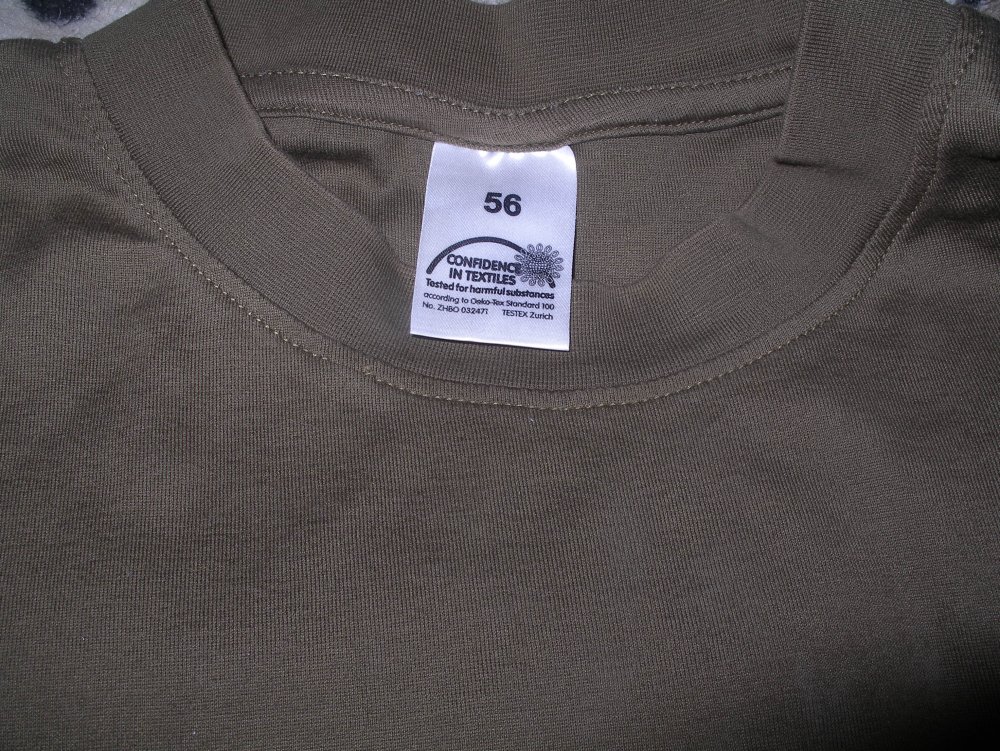 56
CONFIDENCE
IN TEXTILES
Tested for harmful substances
according to Oeko-Tex Standard 100
No. ZHBO 032471 TESTEX Zurich